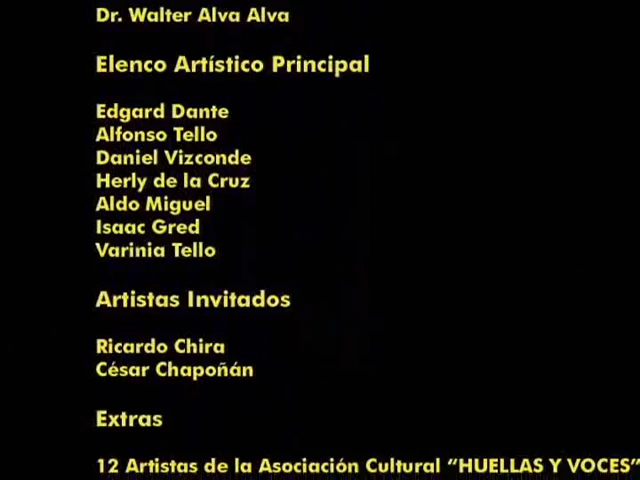 Dr. Walter Alva Alva
Elenco Artístico Principal
Edgard Dante
Alfonso Tello
Daniel Vizconde
Herly de la Cruz
Aldo Miguel
Isaac Gred
Varinia Tello
Artistas Invitados
Ricardo Chira
César Chapoñán
Extras
12 Artistas de la Asociación Cultural “HUELLAS Y VOCES”